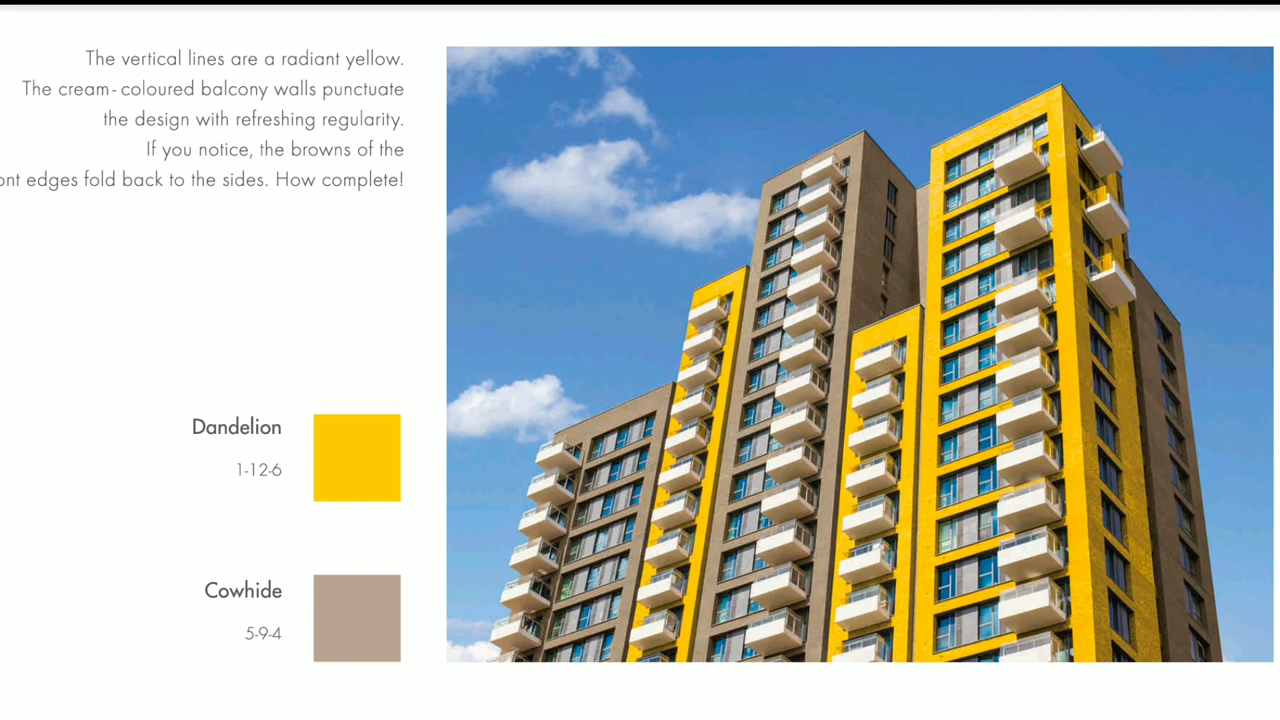 The vertical lines are a radiant yellow.
The cream-coloured balcony walls punctuate
the design with refreshing regularity.
If you notice, the browns of the
edges fold back to the sides. How complete!
Dandelion
1-12-6
Cowhide
5-9-4